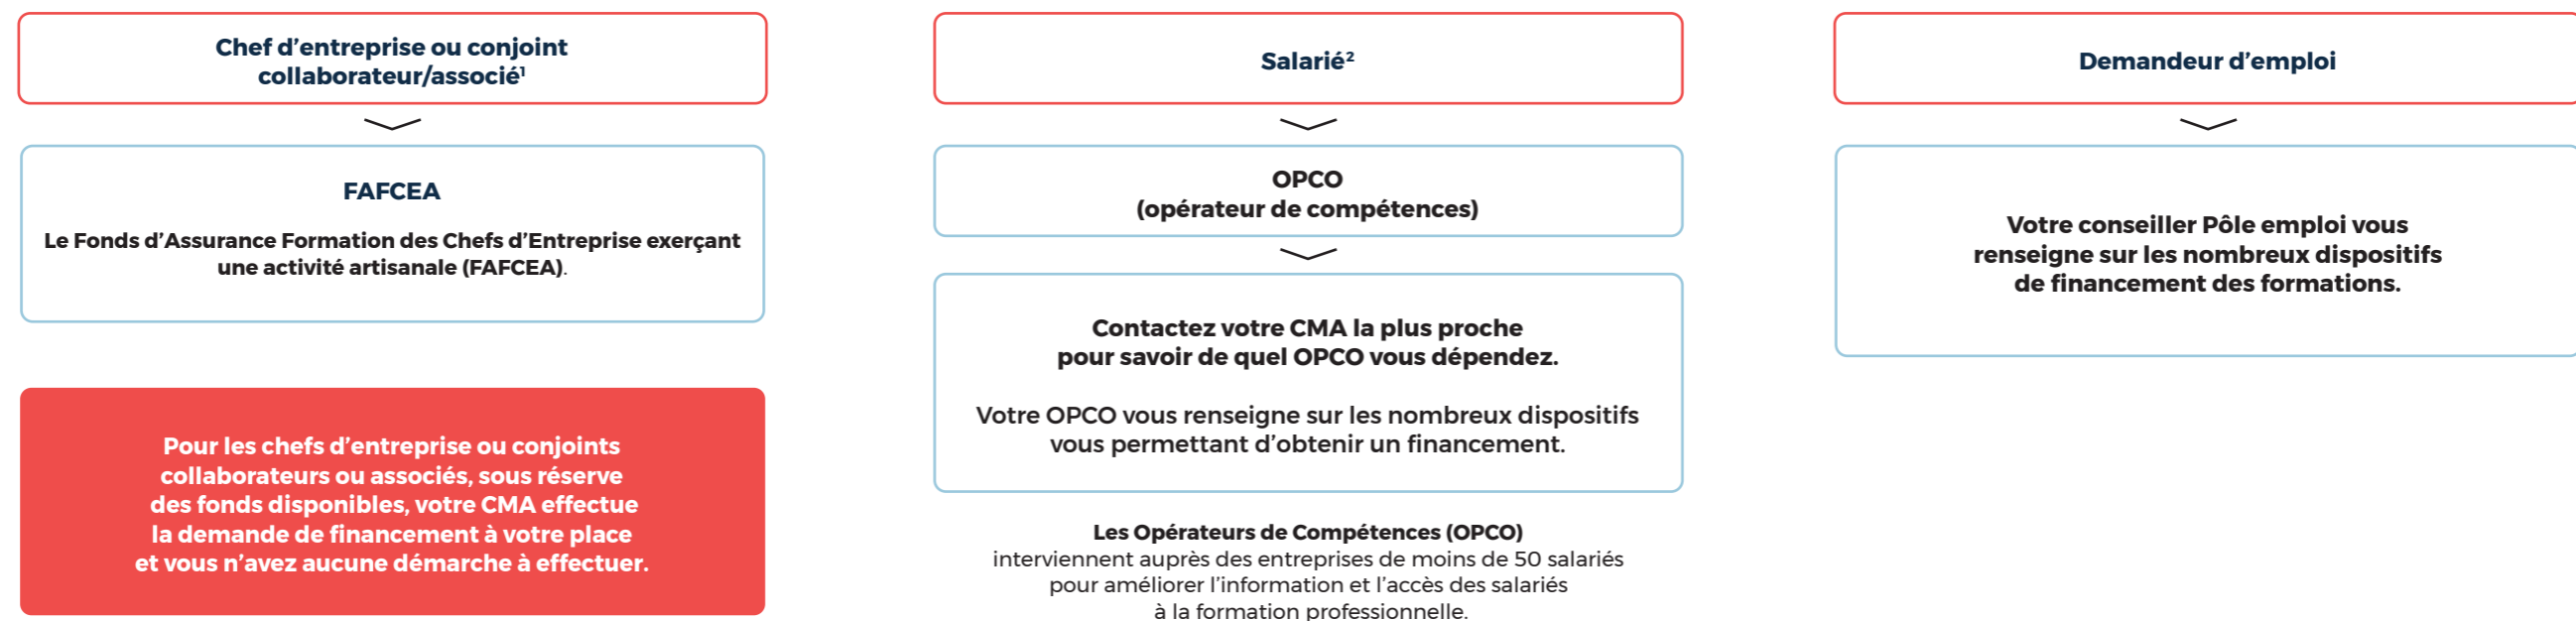 Chef d’entreprise ou conjoint
collaborateur/associé¹
FAFCEA
Le Fonds d’Assurance Formation des Chefs d’Entreprise exerçant
une activité artisanale (FAFCEA).
Pour les chefs d’entreprise ou conjoints
collaborateurs ou associés, sous réserve
des fonds disponibles, votre CMA effectue
la demande de financement à votre place
et vous n’avez aucune démarche à effectuer.
Salarié²
OPCO
(opérateur de compétences)
Contactez votre CMA la plus proche
pour savoir de quel OPCO vous dépendez.
Votre OPCO vous renseigne sur les nombreux dispositifs
vous permettant d’obtenir un financement.
Les Opérateurs de Compétences (OPCO)
interviennent auprès des entreprises de moins de 50 salariés
pour améliorer l’information et l’accès des salariés
à la formation professionnelle.
Demandeur d’emploi
Votre conseiller Pôle emploi vous
renseigne sur les nombreux dispositifs
de financement des formations.